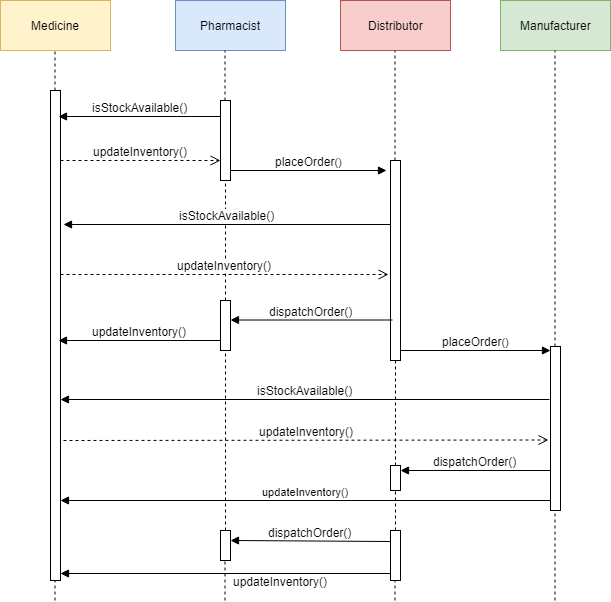 Medicine
Pharmacist
Distributor
Manufacturer
isStockAvailable()
updateInventory()
placeOrder()
isStockAvailable()
updateInventory()
dispatchOrder()
updateInventory()
placeOrder()
isStockAvailable()
updateInventory()
dispatchOrder()
updateInventory()
dispatchOrder()
updateInventory()